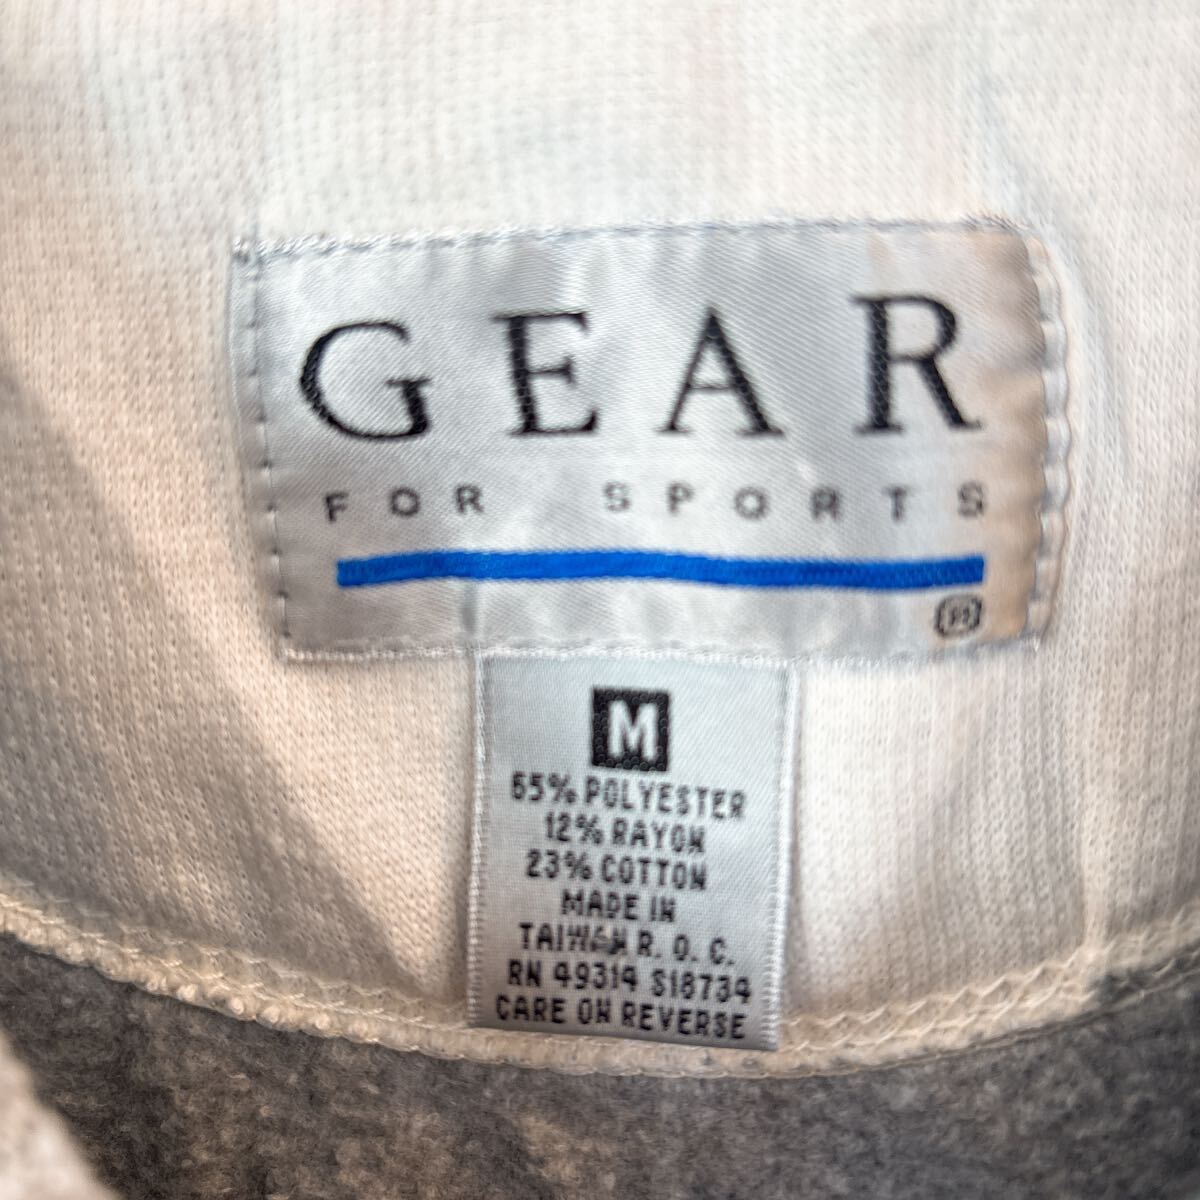 GEAR
FOR SPORTS
®
M
65% POLYESTER
12% RAYON
23% COTTON
MADE IN
TAIWAN R. O. C.
RN 49314 S18734
CARE ON REVERSE